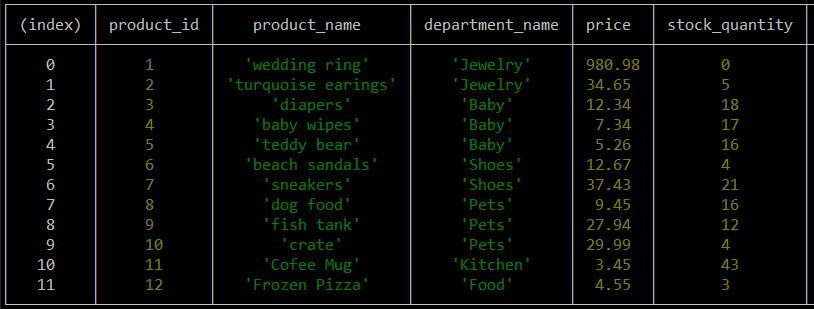 (index) product_id product_name department_name price stock_quantity
0 1 'wedding ring' 'Jewelry' 980.98 0
1 2 'turquoise earings' 'Jewelry' 34.65 5
2 3 'diapers' 'Baby' 12.34 18
3 4 'baby wipes' 'Baby' 7.34 17
4 5 'teddy bear' 'Baby' 5.26 16
5 6 'beach sandals' 'Shoes' 12.67 4
6 7 'sneakers' 'Shoes' 37.43 21
7 8 'dog food' 'Pets' 9.45 16
8 9 'fish tank' 'Pets' 27.94 12
9 10 'crate' 'Pets' 29.99 4
10 11 'Cofee Mug' 'Kitchen' 3.45 43
11 12 'Frozen Pizza' 'Food' 4.55 3